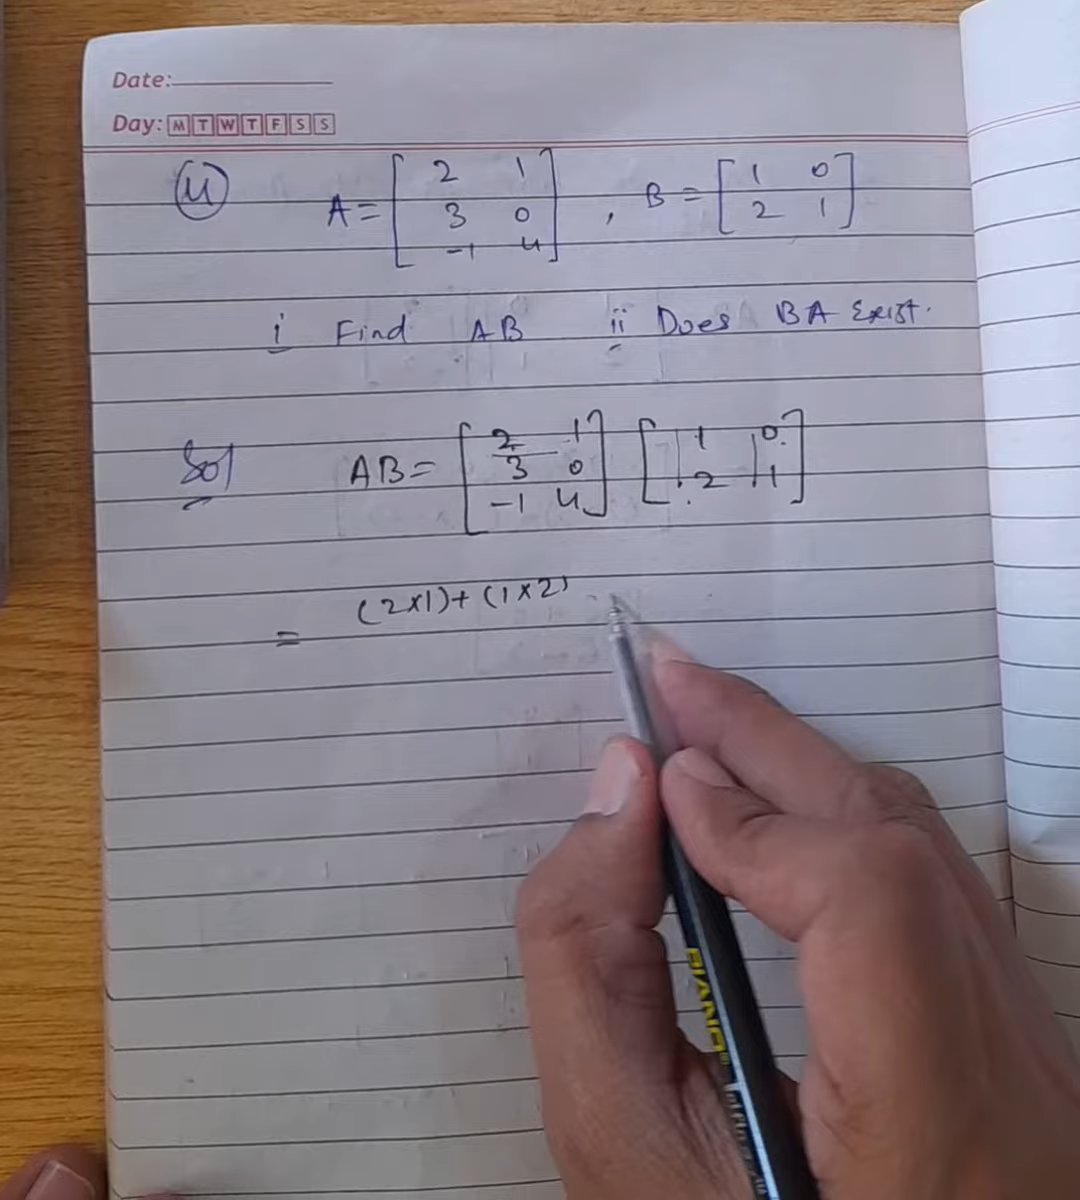 Date:
Day: M T W T F S S
4 A = [ 2 1 , B = [ 1 0 ]
3 0 2 1
-1 4 ]
i Find AB ii Does BA Exist.
Sol AB = [ 2 1 ] [ 1 0 ]
3 0 2 1
-1 4
= (2×1)+(1×2)
PIANO